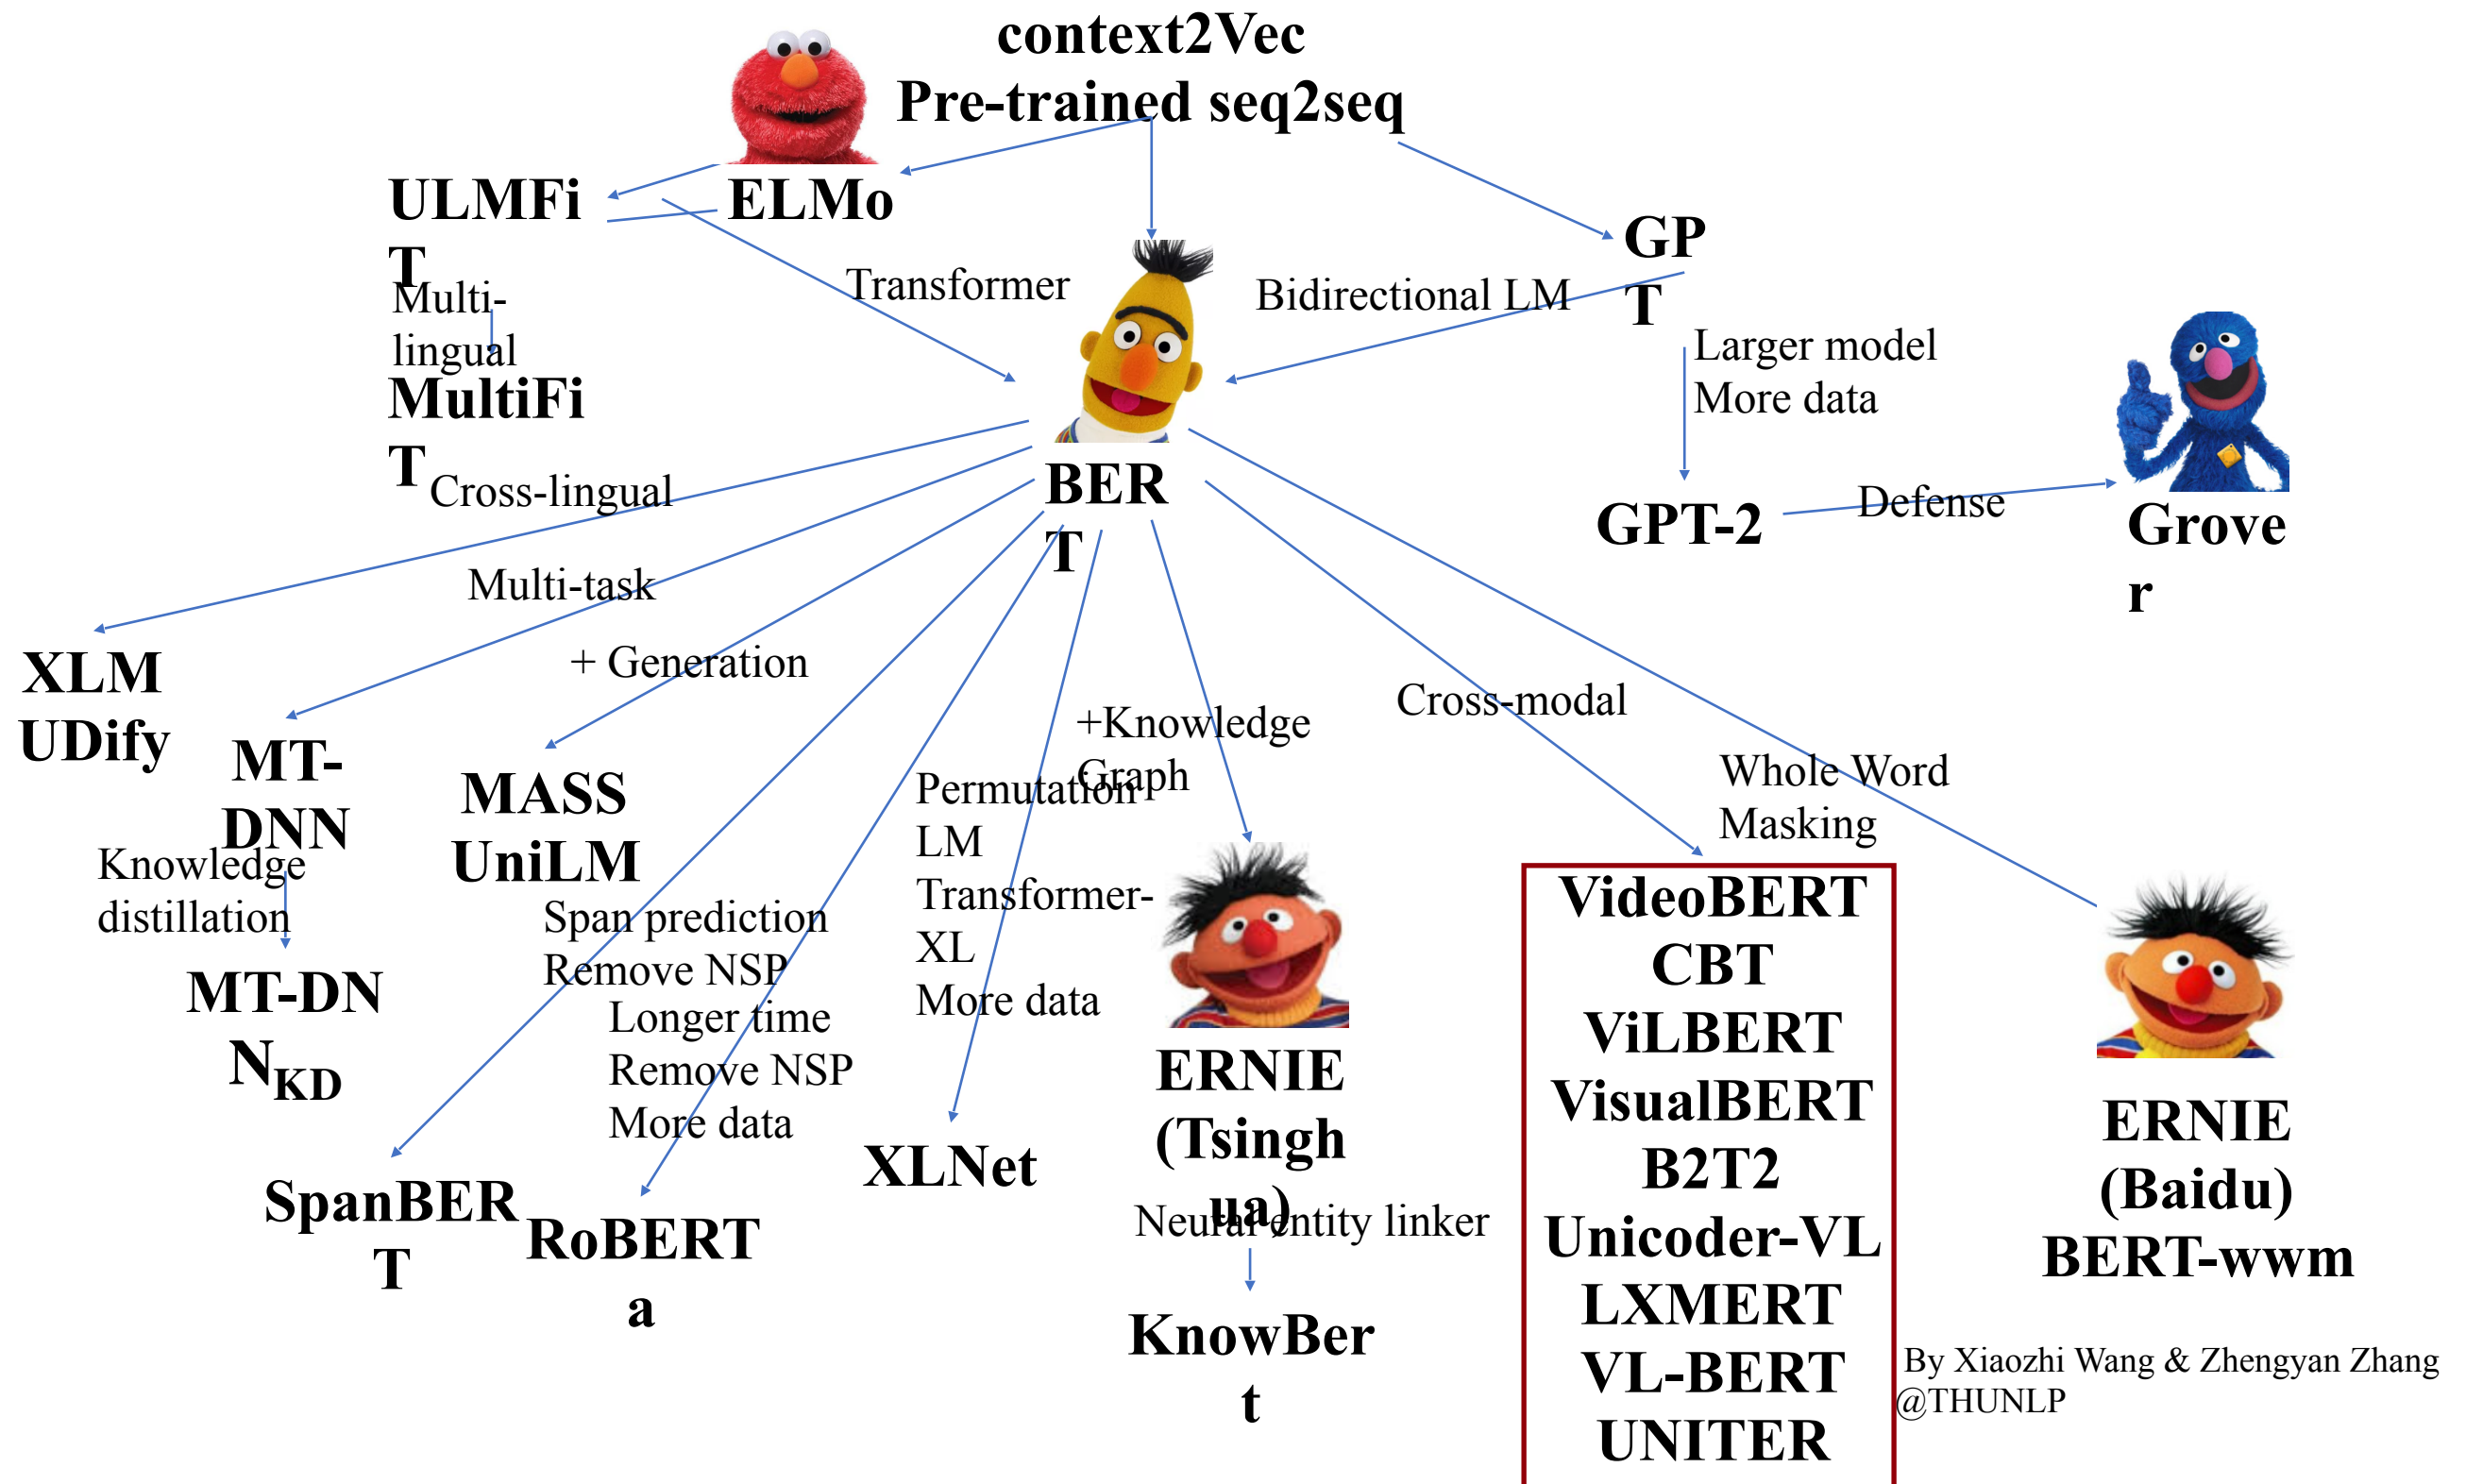 context2Vec
Pre-trained seq2seq
ULMFi
T
ELMo
GP
T
Transformer
Bidirectional LM
Multi-
lingual
MultiFi
T
Larger model
More data
BER
T
Cross-lingual
GPT-2
Defense
Grove
r
Multi-task
+ Generation
XLM
UDify
MT-
DNN
MASS
UniLM
+Knowledge
Graph
Cross-modal
Whole Word
Masking
Knowledge
distillation
MT-DN
NKD
Span prediction
Remove NSP
Longer time
Remove NSP
More data
Permutation
LM
Transformer-
XL
More data
SpanBER
T
RoBERT
a
XLNet
ERNIE
(Tsingh
ua)
Neural entity linker
KnowBer
t
VideoBERT
CBT
ViLBERT
VisualBERT
B2T2
Unicoder-VL
LXMERT
VL-BERT
UNITER
ERNIE
(Baidu)
BERT-wwm
By Xiaozhi Wang & Zhengyan Zhang
@THUNLP